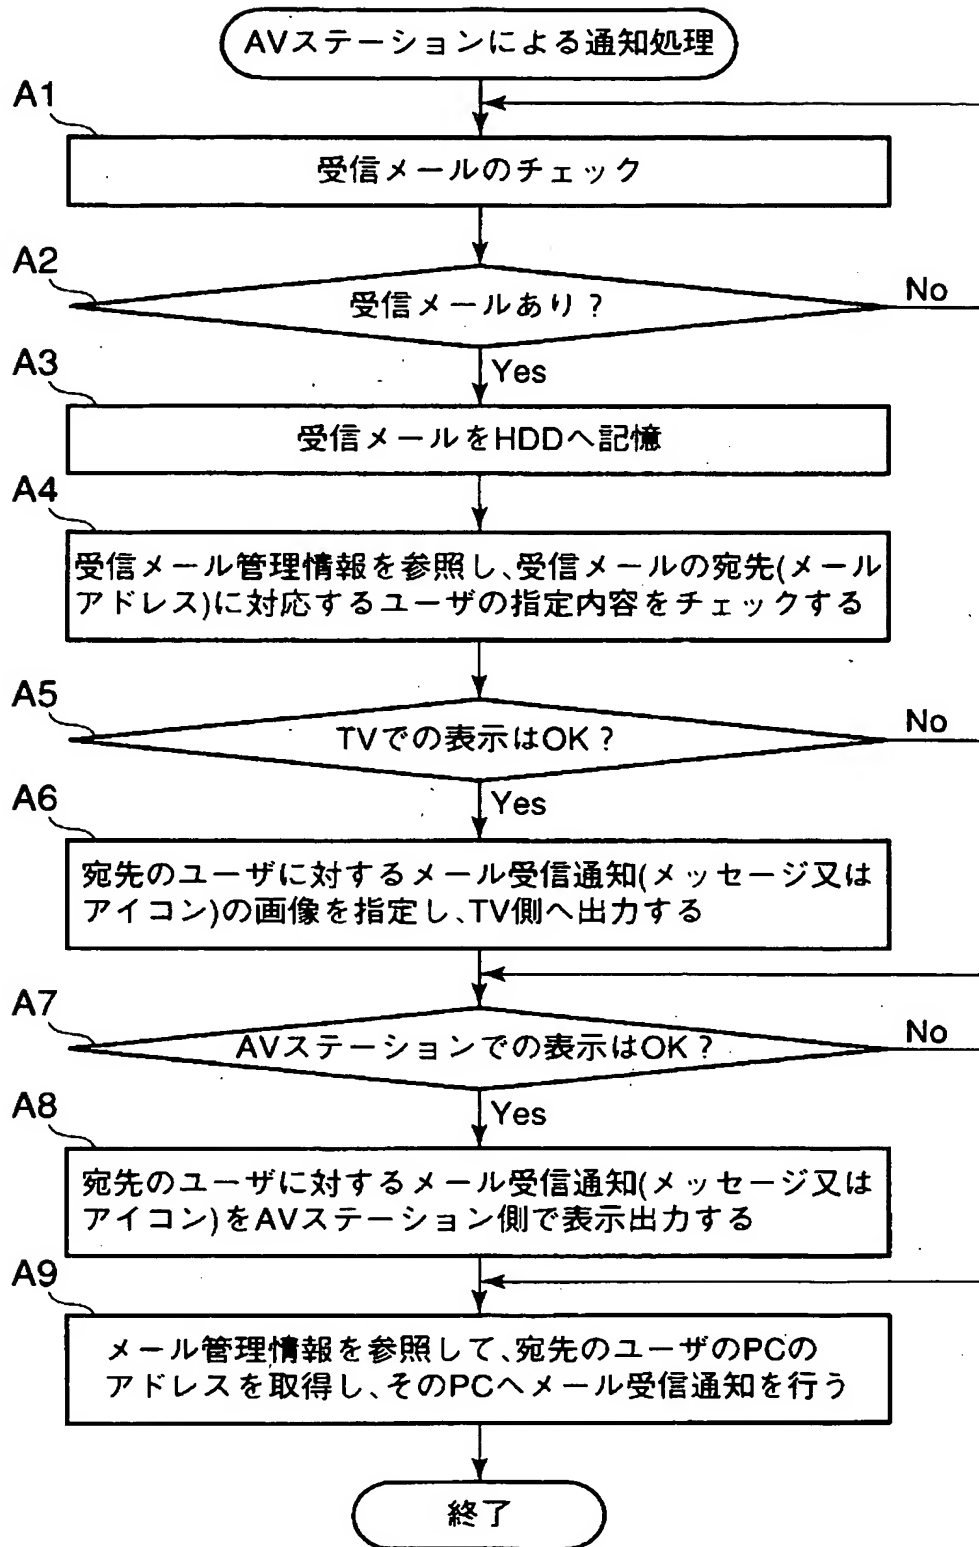 AVステーションによる通知処理
A1
受信メールのチェック
A2
受信メールあり?
No
Yes
A3
受信メールをHDDへ記憶
A4
受信メール管理情報を参照し、受信メールの宛先(メール
アドレス)に対応するユーザの指定内容をチェックする
A5
TVでの表示はOK?
No
Yes
A6
宛先のユーザに対するメール受信通知(メッセージ又は
アイコン)の画像を指定し、TV側へ出力する
A7
AVステーションでの表示はOK?
No
Yes
A8
宛先のユーザに対するメール受信通知(メッセージ又は
アイコン)をAVステーション側で表示出力する
A9
メール管理情報を参照して、宛先のユーザのPCの
アドレスを取得し、そのPCへメール受信通知を行う
終了